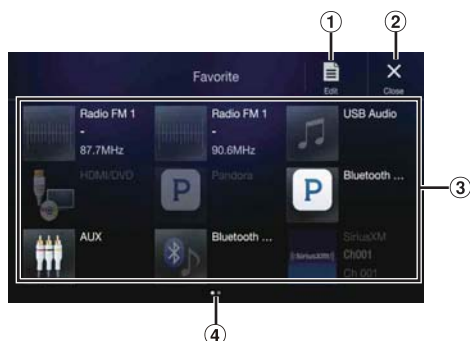 1
2
Favorite
Edit
Close
Radio FM 1
-
87.7MHz
Radio FM 1
-
90.6MHz
USB Audio
HDMI/DVD
P
Pandora
P
Bluetooth ...
3
AUX
Bluetooth ...
((SiriusXM))
SiriusXM
Ch001
Ch 001
4